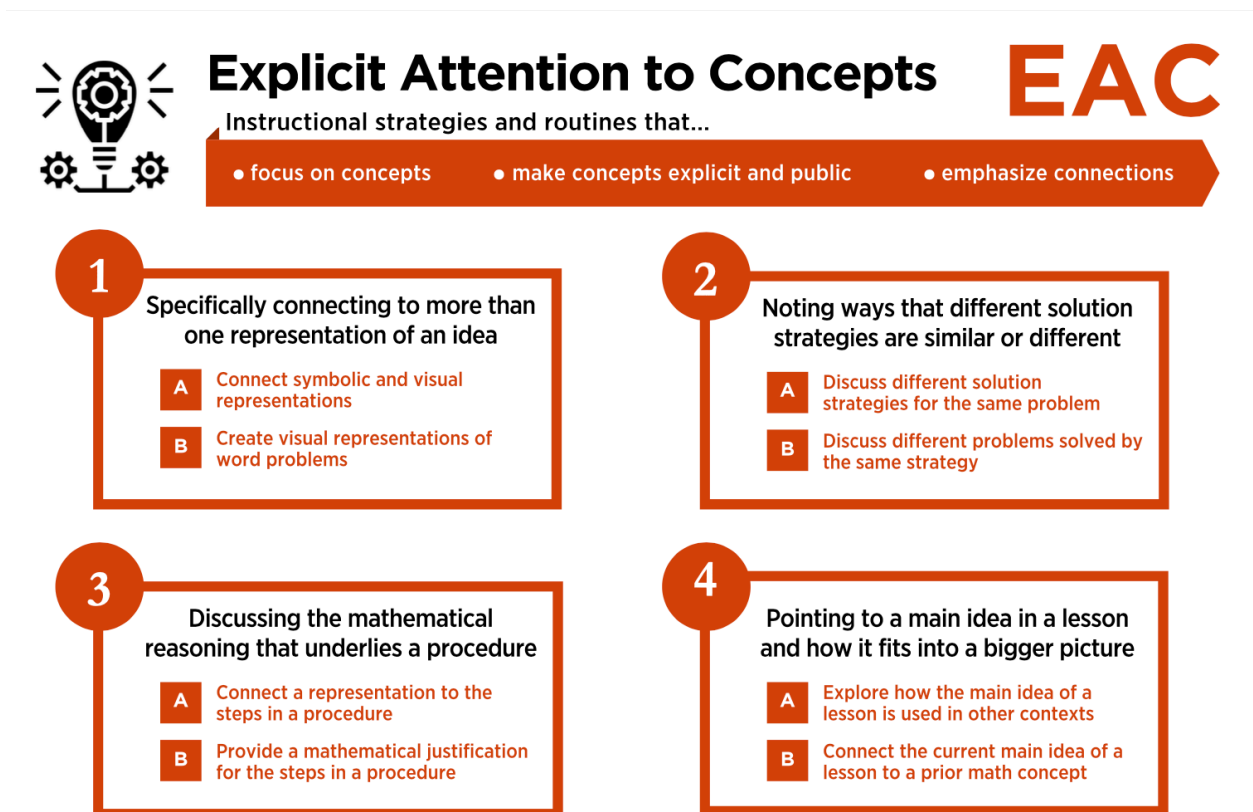 Explicit Attention to Concepts
EAC
Instructional strategies and routines that...
• focus on concepts • make concepts explicit and public • emphasize connections
1
Specifically connecting to more than
one representation of an idea
A Connect symbolic and visual
representations
B Create visual representations of
word problems
2
Noting ways that different solution
strategies are similar or different
A Discuss different solution
strategies for the same problem
B Discuss different problems solved by
the same strategy
3
Discussing the mathematical
reasoning that underlies a procedure
A Connect a representation to the
steps in a procedure
B Provide a mathematical justification
for the steps in a procedure
4
Pointing to a main idea in a lesson
and how it fits into a bigger picture
A Explore how the main idea of a
lesson is used in other contexts
B Connect the current main idea of a
lesson to a prior math concept